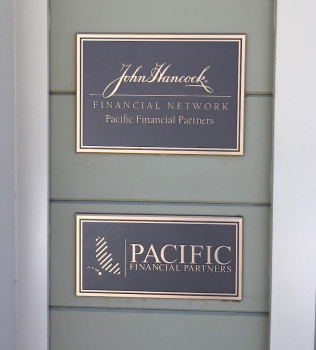 John Hancock
FINANCIAL NETWORK
Pacific Financial Partners
PACIFIC
FINANCIAL PARTNERS